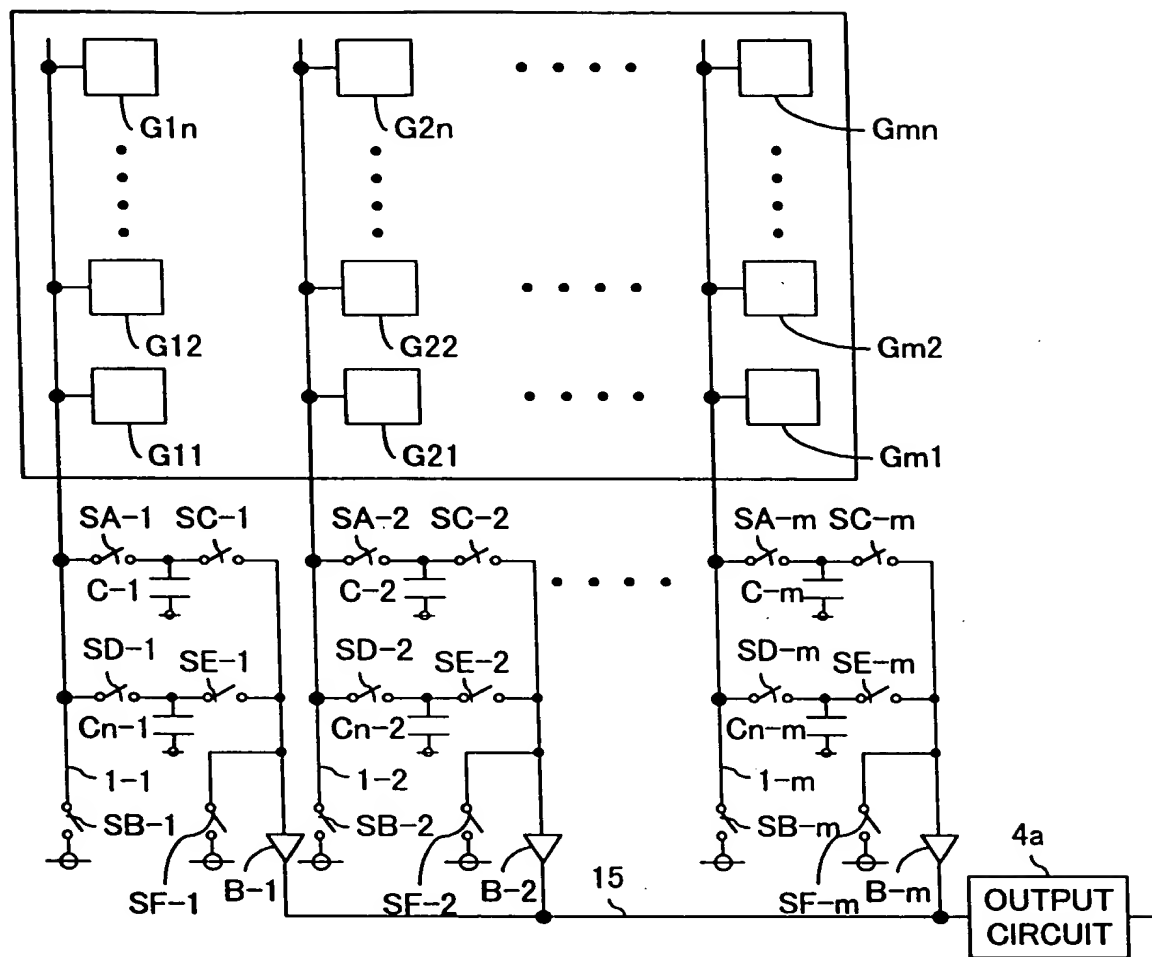 G1n G2n Gmn
G12 G22 Gm2
G11 G21 Gm1
SA-1 SC-1 SA-2 SC-2 SA-m SC-m
C-1 C-2 C-m
SD-1 SE-1 SD-2 SE-2 SD-m SE-m
Cn-1 Cn-2 Cn-m
1-1 1-2 1-m
SB-1 SB-2 SB-m
4a
SF-1 B-1 SF-2 B-2 15 SF-m B-m
OUTPUT
CIRCUIT